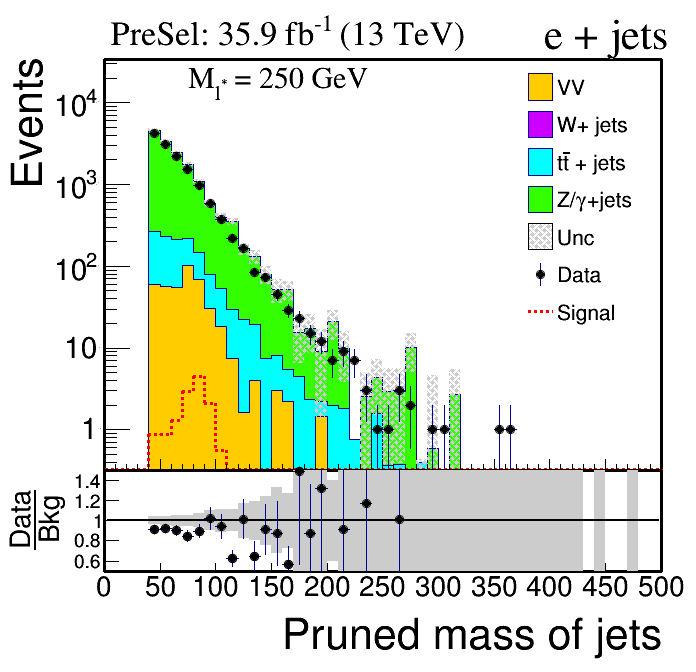 PreSel: 35.9 fb⁻¹ (13 TeV) e + jets
M_l* = 250 GeV
Events
10⁴
10³
10²
10
1
VV
W+ jets
tt̄ + jets
Z/γ+jets
Unc
Data
Signal
Data
Bkg
1.4
1.2
1
0.8
0.6
0 50 100 150 200 250 300 350 400 450 500
Pruned mass of jets